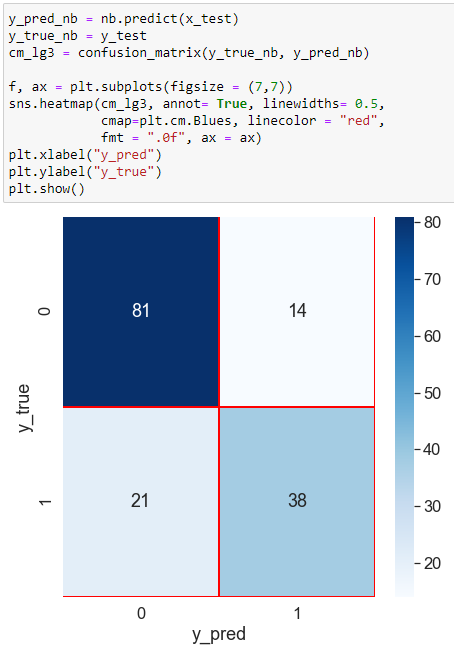 y_pred_nb = nb.predict(x_test)
y_true_nb = y_test
cm_lg3 = confusion_matrix(y_true_nb, y_pred_nb)
f, ax = plt.subplots(figsize = (7,7))
sns.heatmap(cm_lg3, annot= True, linewidths= 0.5,
cmap=plt.cm.Blues, linecolor = "red",
fmt = ".0f", ax = ax)
plt.xlabel("y_pred")
plt.ylabel("y_true")
plt.show()
80
70
60
50
40
30
20
0
81
14
y_true
1
21
38
0
1
y_pred